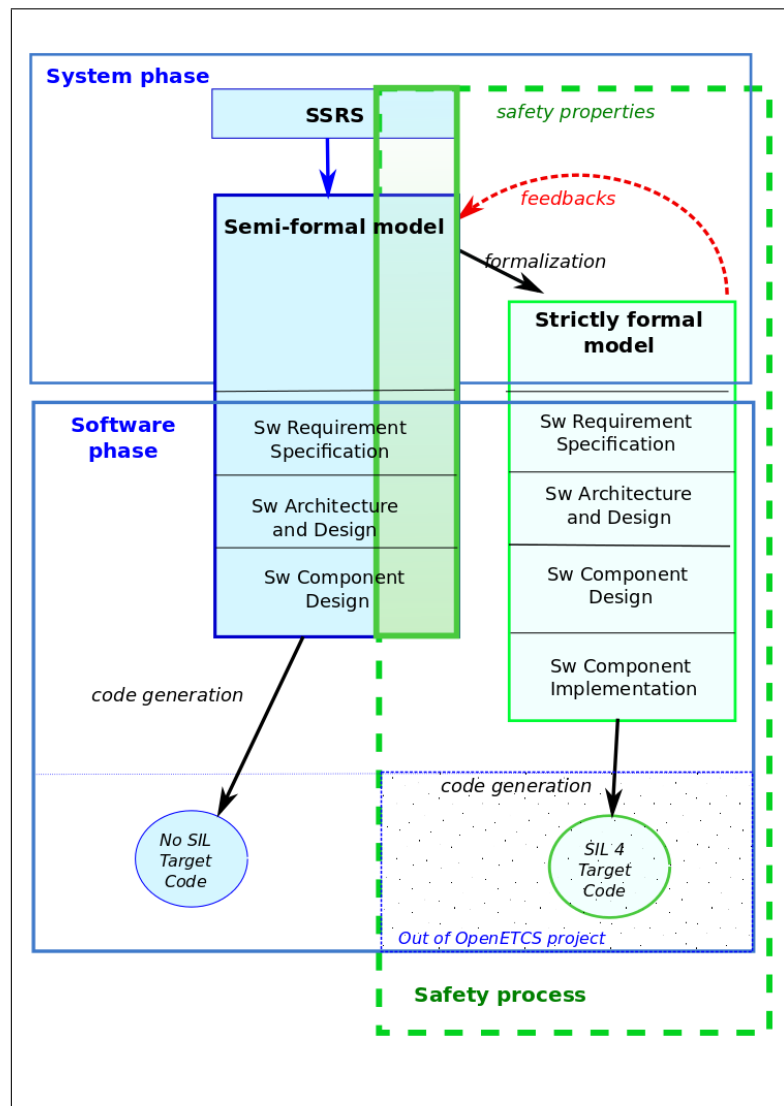 System phase
SSRS
safety properties
feedbacks
Semi-formal model
formalization
Strictly formal
model
Software
phase
Sw Requirement
Specification
Sw Architecture
and Design
Sw Component
Design
Sw Requirement
Specification
Sw Architecture
and Design
Sw Component
Design
Sw Component
Implementation
code generation
code generation
No SIL
Target
Code
SIL 4
Target
Code
Out of OpenETCS project
Safety process